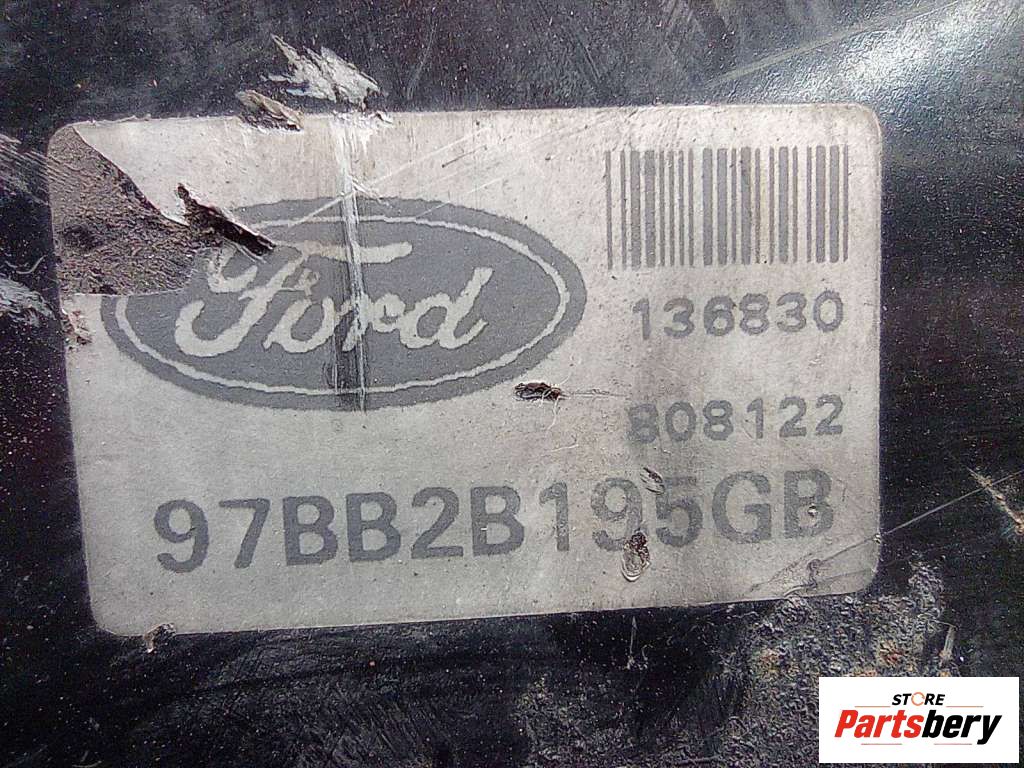 Ford
136830
808122
97BB2B195GB
STORE
Partsbery